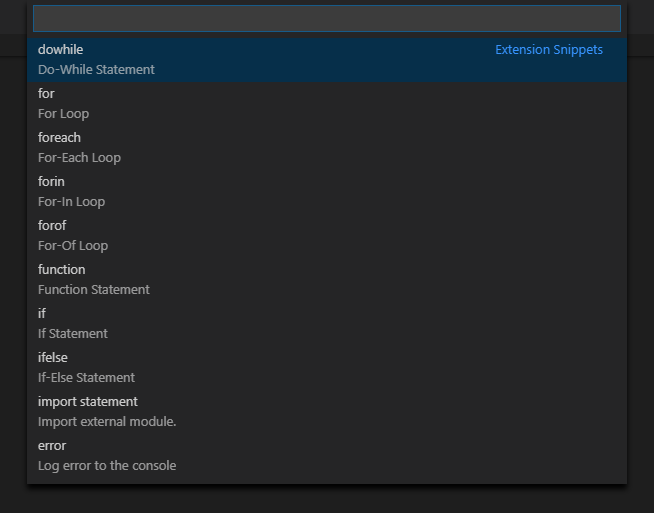 dowhile Extension Snippets
Do-While Statement
for
For Loop
foreach
For-Each Loop
forin
For-In Loop
forof
For-Of Loop
function
Function Statement
if
If Statement
ifelse
If-Else Statement
import statement
Import external module.
error
Log error to the console